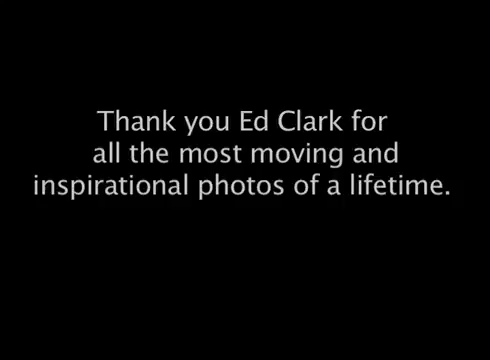 Thank you Ed Clark for
all the most moving and
inspirational photos of a lifetime.